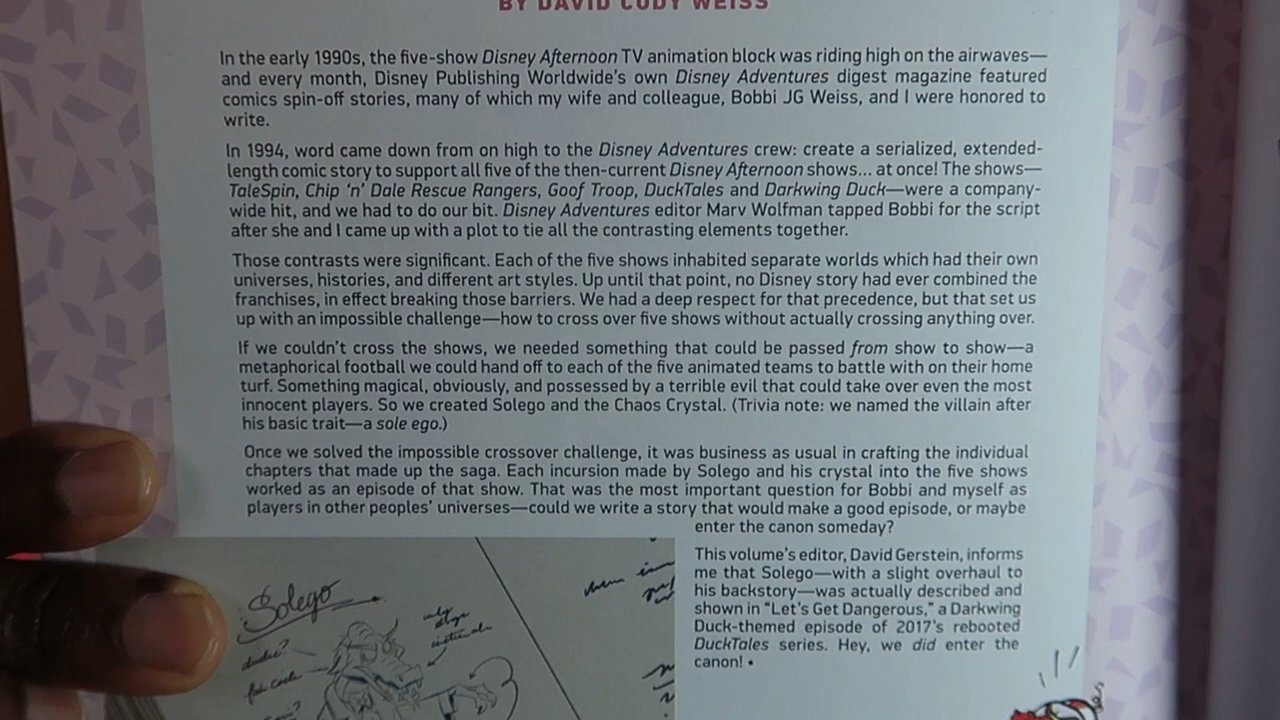 BY DAVID CODY WEISS
In the early 1990s, the five-show Disney Afternoon TV animation block was riding high on the airwaves—
and every month, Disney Publishing Worldwide's own Disney Adventures digest magazine featured
comics spin-off stories, many of which my wife and colleague, Bobbi JG Weiss, and I were honored to
write.
In 1994, word came down from on high to the Disney Adventures crew: create a serialized, extended-
length comic story to support all five of the then-current Disney Afternoon shows... at once! The shows—
TaleSpin, Chip 'n' Dale Rescue Rangers, Goof Troop, DuckTales and Darkwing Duck—were a company-
wide hit, and we had to do our bit. Disney Adventures editor Marv Wolfman tapped Bobbi for the script
after she and I came up with a plot to tie all the contrasting elements together.
Those contrasts were significant. Each of the five shows inhabited separate worlds which had their own
universes, histories, and different art styles. Up until that point, no Disney story had ever combined the
franchises, in effect breaking those barriers. We had a deep respect for that precedence, but that set us
up with an impossible challenge—how to cross over five shows without actually crossing anything over.
If we couldn't cross the shows, we needed something that could be passed from show to show—a
metaphorical football we could hand off to each of the five animated teams to battle with on their home
turf. Something magical, obviously, and possessed by a terrible evil that could take over even the most
innocent players. So we created Solego and the Chaos Crystal. (Trivia note: we named the villain after
his basic trait—a sole ego.)
Once we solved the impossible crossover challenge, it was business as usual in crafting the individual
chapters that made up the saga. Each incursion made by Solego and his crystal into the five shows
worked as an episode of that show. That was the most important question for Bobbi and myself as
players in other peoples' universes—could we write a story that would make a good episode, or maybe
enter the canon someday?
This volume's editor, David Gerstein, informs
me that Solego—with a slight overhaul to
his backstory—was actually described and
shown in "Let's Get Dangerous," a Darkwing
Duck-themed episode of 2017's rebooted
DuckTales series. Hey, we did enter the
canon! •
Solego